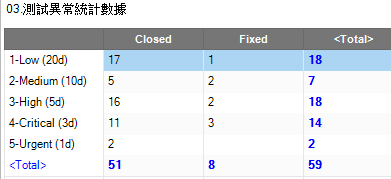 03.測試異常統計數據
Closed Fixed <Total>
1-Low (20d) 17 1 18
2-Medium (10d) 5 2 7
3-High (5d) 16 2 18
4-Critical (3d) 11 3 14
5-Urgent (1d) 2 2
<Total> 51 8 59